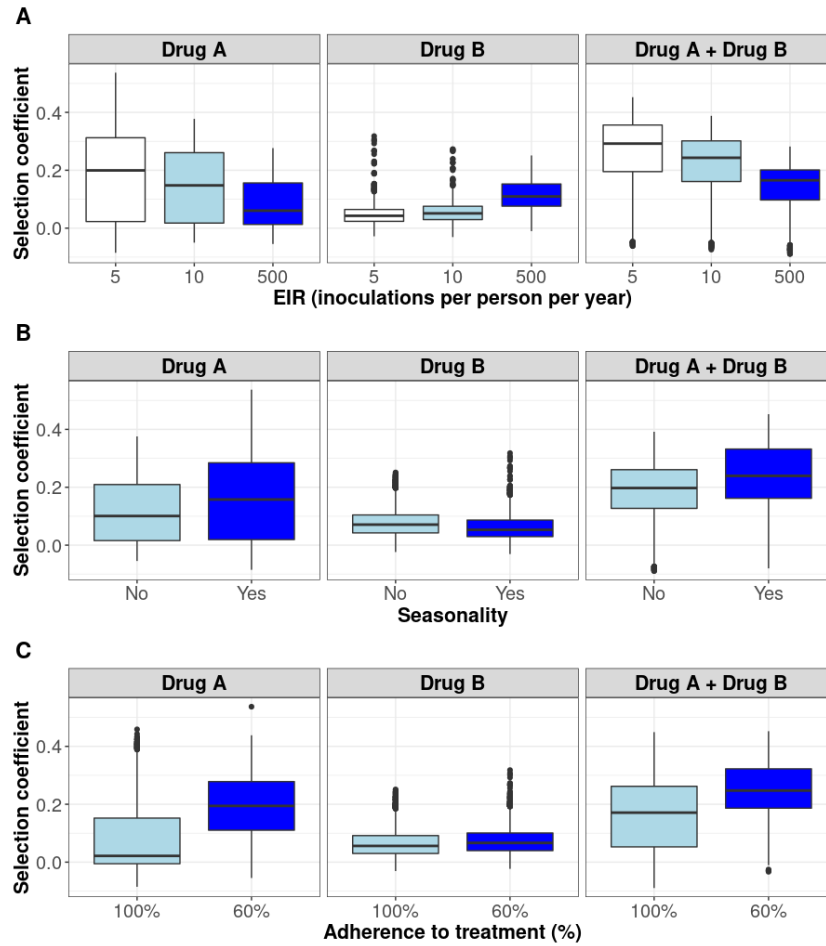 A
Drug A Drug B Drug A + Drug B
Selection coefficient
0.4
0.2
0.0
5 10 500 5 10 500 5 10 500
EIR (inoculations per person per year)
B
Drug A Drug B Drug A + Drug B
Selection coefficient
0.4
0.2
0.0
No Yes No Yes No Yes
Seasonality
C
Drug A Drug B Drug A + Drug B
Selection coefficient
0.4
0.2
0.0
100% 60% 100% 60% 100% 60%
Adherence to treatment (%)